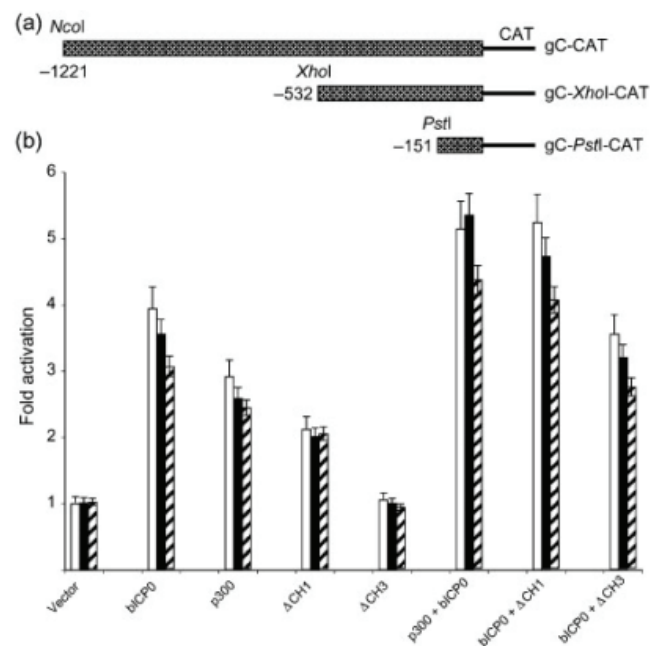 (a)
NcoI
CAT
gC-CAT
–1221
XhoI
–532
gC-XhoI-CAT
PstI
–151
gC-PstI-CAT
(b)
6
5
4
3
2
1
Fold activation
Vector
bICP0
p300
ΔCH1
ΔCH3
p300 + bICP0
bICP0 + ΔCH1
bICP0 + ΔCH3